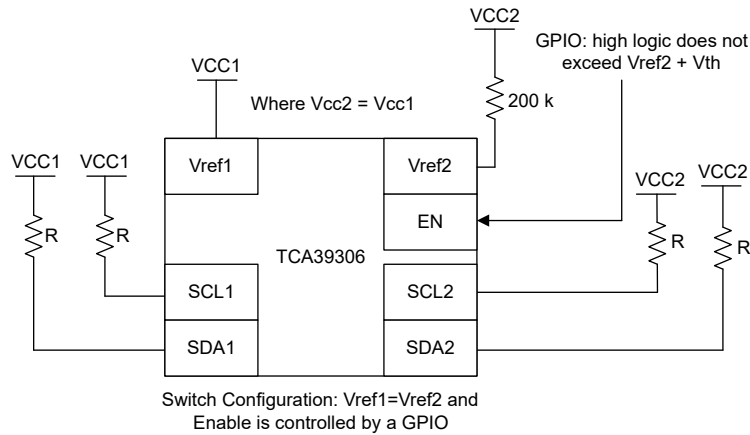 VCC2
GPIO: high logic does not
exceed Vref2 + Vth
VCC1
Where Vcc2 = Vcc1
200 k
VCC1
VCC1
Vref1
Vref2
VCC2
VCC2
EN
R
R
R
R
TCA39306
SCL1
SCL2
SDA1
SDA2
Switch Configuration: Vref1=Vref2 and
Enable is controlled by a GPIO